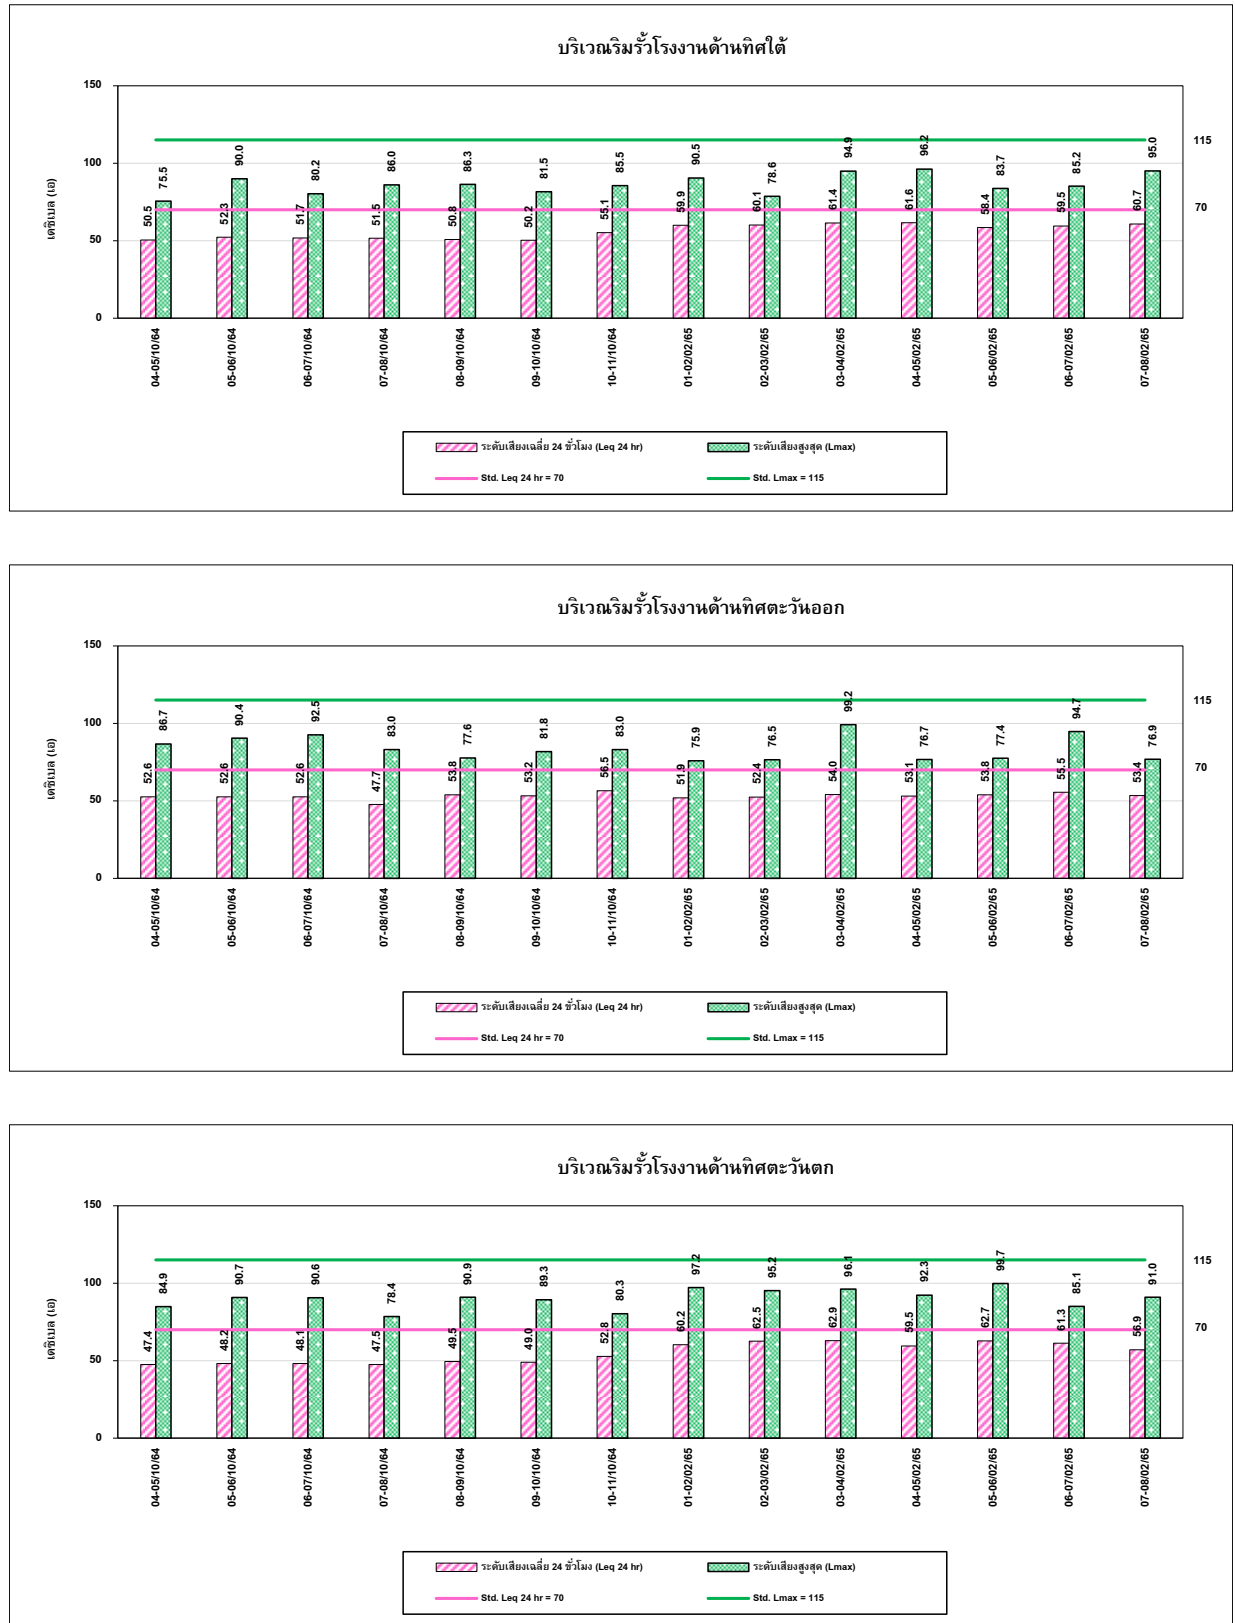 บริเวณริมรั้วโรงงานด้านทิศใต้
เดซิเบล (เอ)
150
100
50
0
115
70
50.5 75.5 52.3 90.0 51.7 80.2 51.5 86.0 50.8 86.3 50.2 81.5 55.1 85.5 59.9 90.5 60.1 78.6 61.4 94.9 61.6 96.2 58.4 83.7 59.5 85.2 60.7 95.0
04-05/10/64 05-06/10/64 06-07/10/64 07-08/10/64 08-09/10/64 09-10/10/64 10-11/10/64 01-02/02/65 02-03/02/65 03-04/02/65 04-05/02/65 05-06/02/65 06-07/02/65 07-08/02/65
ระดับเสียงเฉลี่ย 24 ชั่วโมง (Leq 24 hr) ระดับเสียงสูงสุด (Lmax)
Std. Leq 24 hr = 70 Std. Lmax = 115
บริเวณริมรั้วโรงงานด้านทิศตะวันออก
เดซิเบล (เอ)
150
100
50
0
115
70
52.6 86.7 52.6 90.4 52.6 92.5 47.7 83.0 53.8 77.6 53.2 81.8 56.5 83.0 51.9 75.9 52.4 76.5 54.0 99.2 53.1 76.7 53.8 77.4 55.5 94.7 53.4 76.9
04-05/10/64 05-06/10/64 06-07/10/64 07-08/10/64 08-09/10/64 09-10/10/64 10-11/10/64 01-02/02/65 02-03/02/65 03-04/02/65 04-05/02/65 05-06/02/65 06-07/02/65 07-08/02/65
ระดับเสียงเฉลี่ย 24 ชั่วโมง (Leq 24 hr) ระดับเสียงสูงสุด (Lmax)
Std. Leq 24 hr = 70 Std. Lmax = 115
บริเวณริมรั้วโรงงานด้านทิศตะวันตก
เดซิเบล (เอ)
150
100
50
0
115
70
47.4 84.9 48.2 90.7 48.1 90.6 47.5 78.4 49.5 90.9 49.0 89.3 52.8 80.3 60.2 97.2 62.5 95.2 62.9 96.1 59.5 92.3 62.7 99.7 61.3 85.1 56.9 91.0
04-05/10/64 05-06/10/64 06-07/10/64 07-08/10/64 08-09/10/64 09-10/10/64 10-11/10/64 01-02/02/65 02-03/02/65 03-04/02/65 04-05/02/65 05-06/02/65 06-07/02/65 07-08/02/65
ระดับเสียงเฉลี่ย 24 ชั่วโมง (Leq 24 hr) ระดับเสียงสูงสุด (Lmax)
Std. Leq 24 hr = 70 Std. Lmax = 115